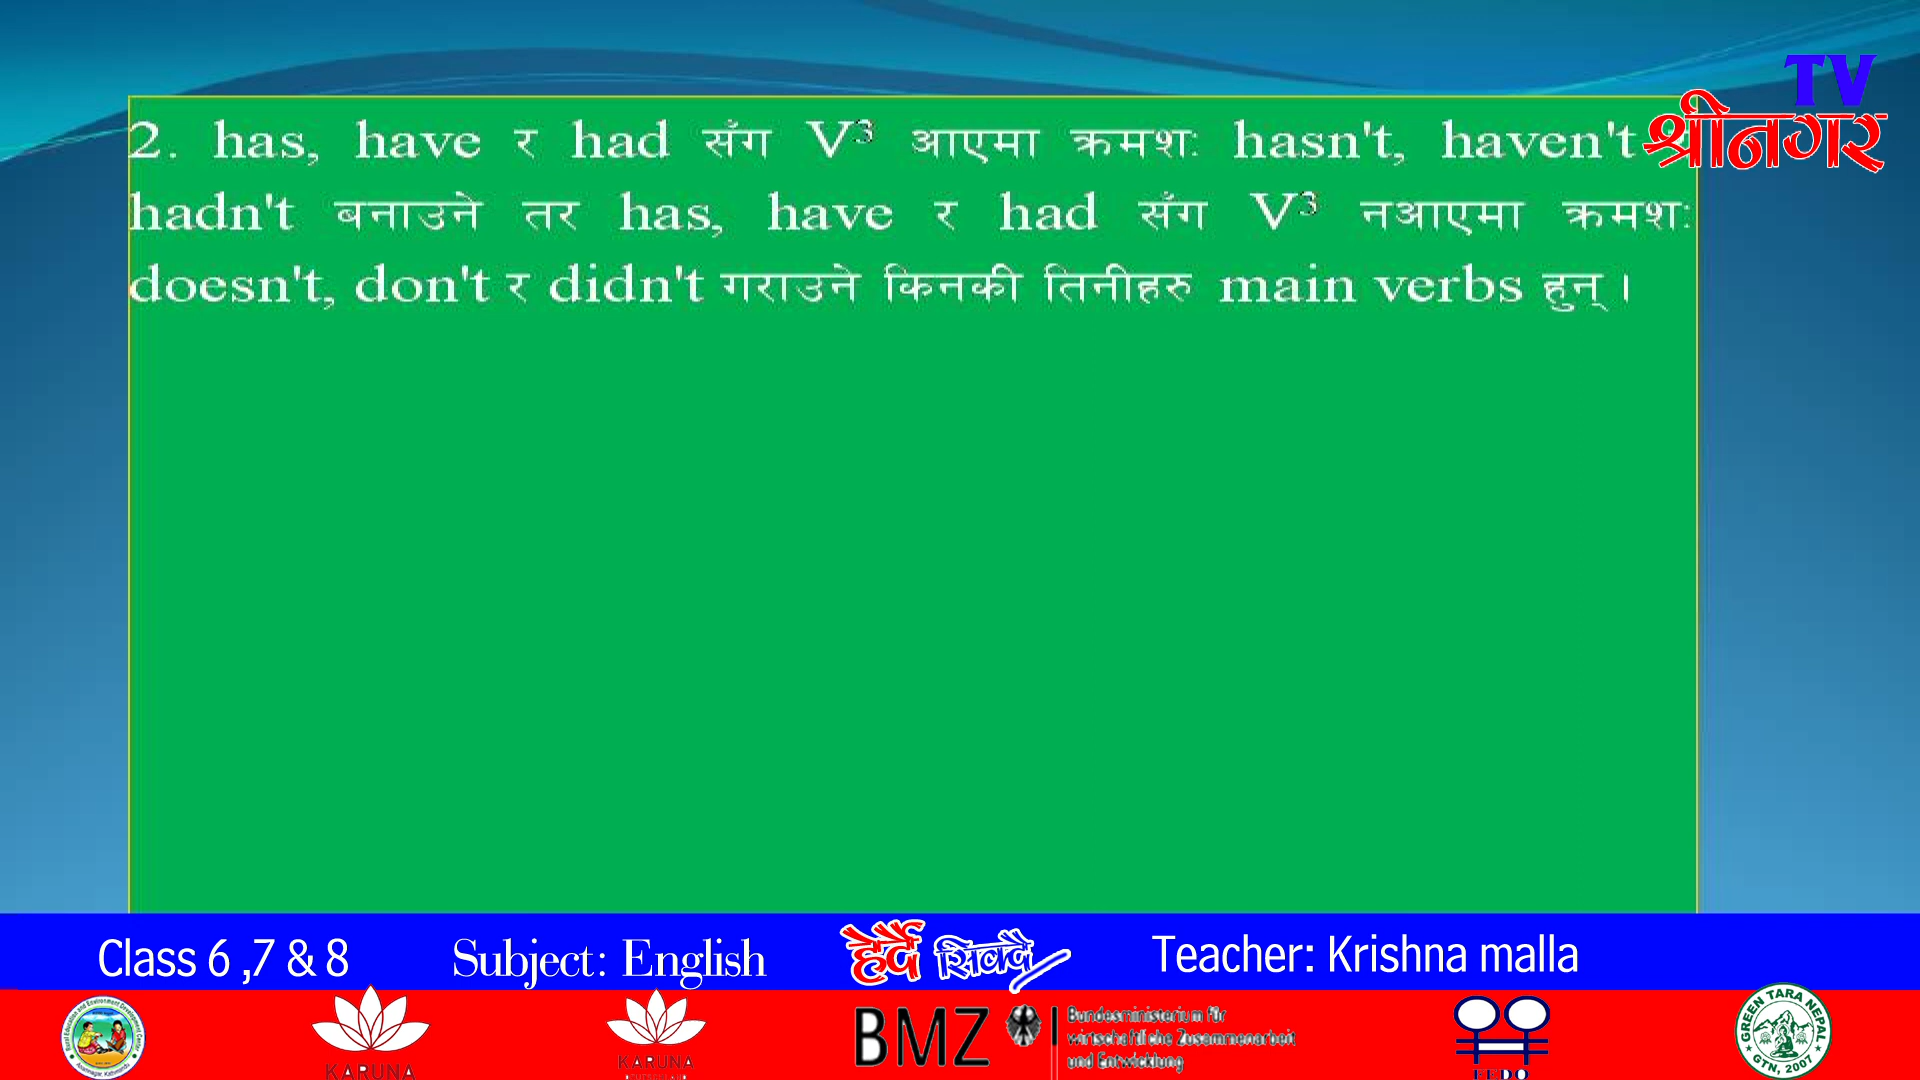 TV
श्रीनगर
2. has, have र had सँग V³ आएमा क्रमशः hasn't, haven't
hadn't बनाउने तर has, have र had सँग V³ नआएमा क्रमशः
doesn't, don't र didn't गराउने किनकी तिनीहरु main verbs हुन् ।
Class 6 ,7 & 8
Subject: English
हेर्दै सिक्दै
Teacher: Krishna malla
KARUNA
KARUNA
BMZ
Bundesministerium für
wirtschaftliche Zusammenarbeit
und Entwicklung
FEDO
GREEN TARA NEPAL
GTN, 2007